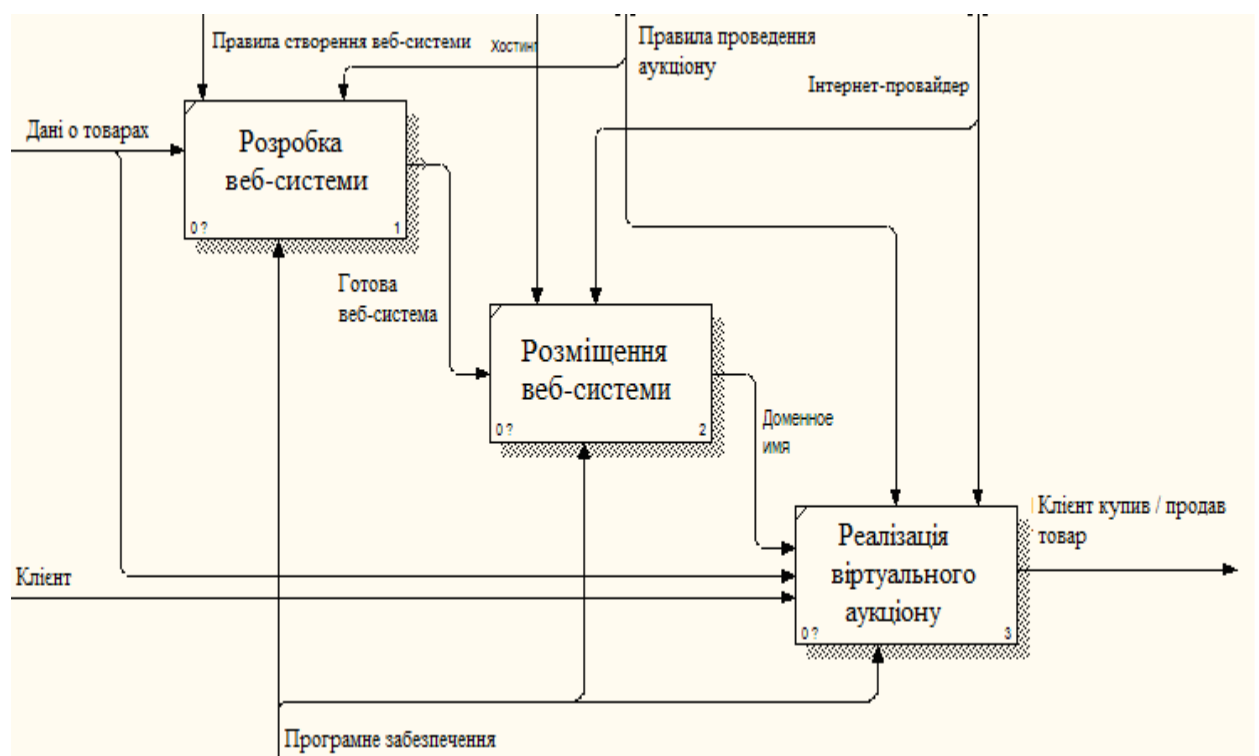 Правила створення веб-системи
Хостинг
Правила проведення
аукціону
Інтернет-провайдер
Дані о товарах
Розробка
веб-системи
0 ?
1
Готова
веб-система
Розміщення
веб-системи
0 ?
2
Доменное
имя
Клієнт купив / продав
товар
Реалізація
віртуального
аукціону
0 ?
3
Клієнт
Програмне забезпечення